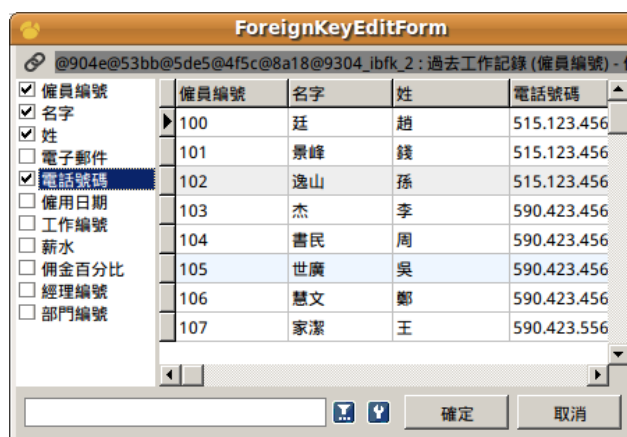 ForeignKeyEditForm
@904e@53bb@5de5@4f5c@8a18@9304_ibfk_2 : 過去工作記錄 (僱員編號) -
僱員編號
名字
姓
電子郵件
電話號碼
僱用日期
工作編號
薪水
佣金百分比
經理編號
部門編號
僱員編號 名字 姓 電話號碼
100 廷 趙 515.123.456
101 景峰 錢 515.123.456
102 逸山 孫 515.123.456
103 杰 李 590.423.456
104 書民 周 590.423.456
105 世廣 吳 590.423.456
106 慧文 鄭 590.423.456
107 家潔 王 590.423.556
確定 取消